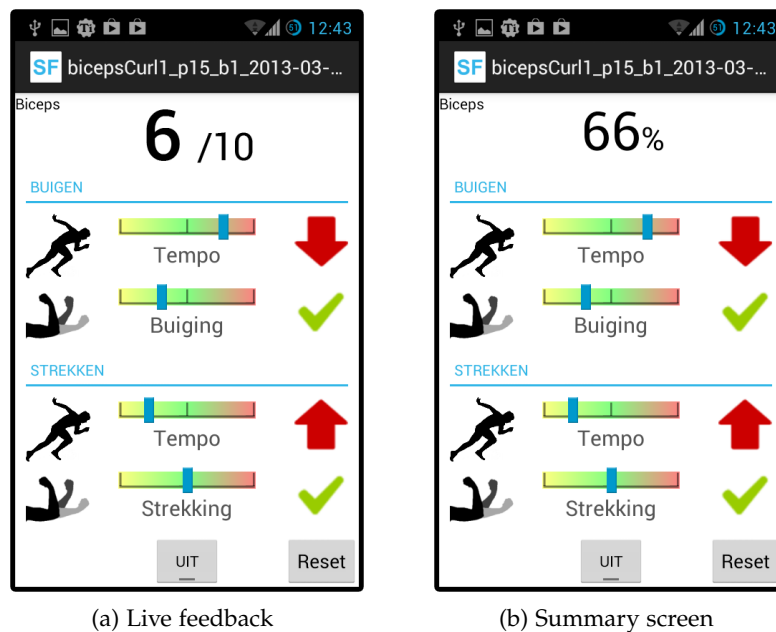 12:43
SF bicepsCurl1_p15_b1_2013-03-...
Biceps
6 /10
BUIGEN
Tempo
Buiging
STREKKEN
Tempo
Strekking
UIT Reset
(a) Live feedback
12:43
SF bicepsCurl1_p15_b1_2013-03-...
Biceps
66%
BUIGEN
Tempo
Buiging
STREKKEN
Tempo
Strekking
UIT Reset
(b) Summary screen